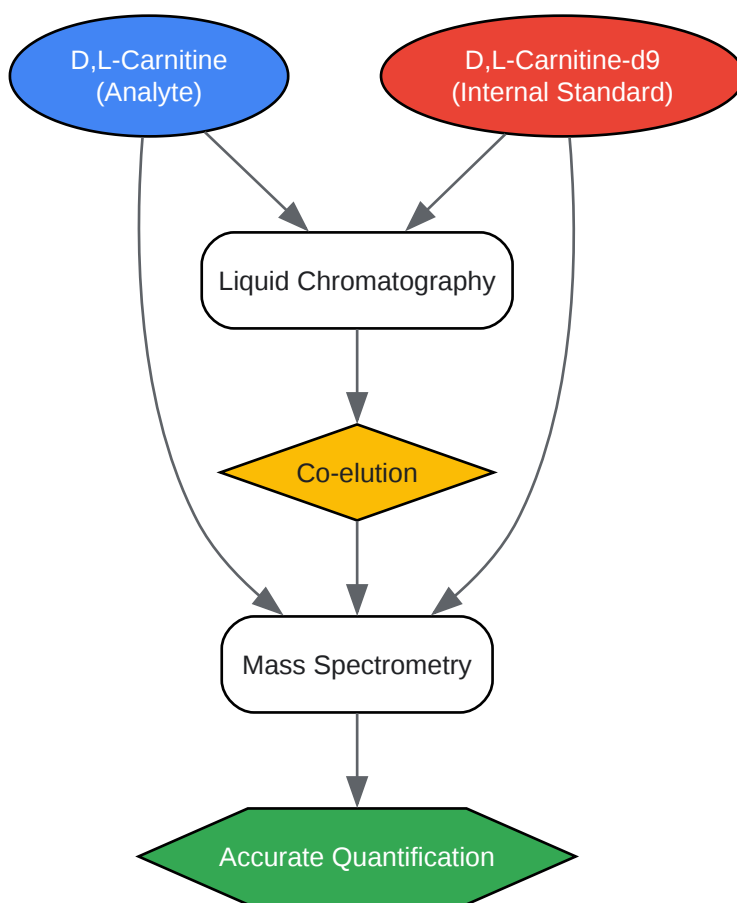 D,L-Carnitine
(Analyte)
D,L-Carnitine-d9
(Internal Standard)
Liquid Chromatography
Co-elution
Mass Spectrometry
Accurate Quantification